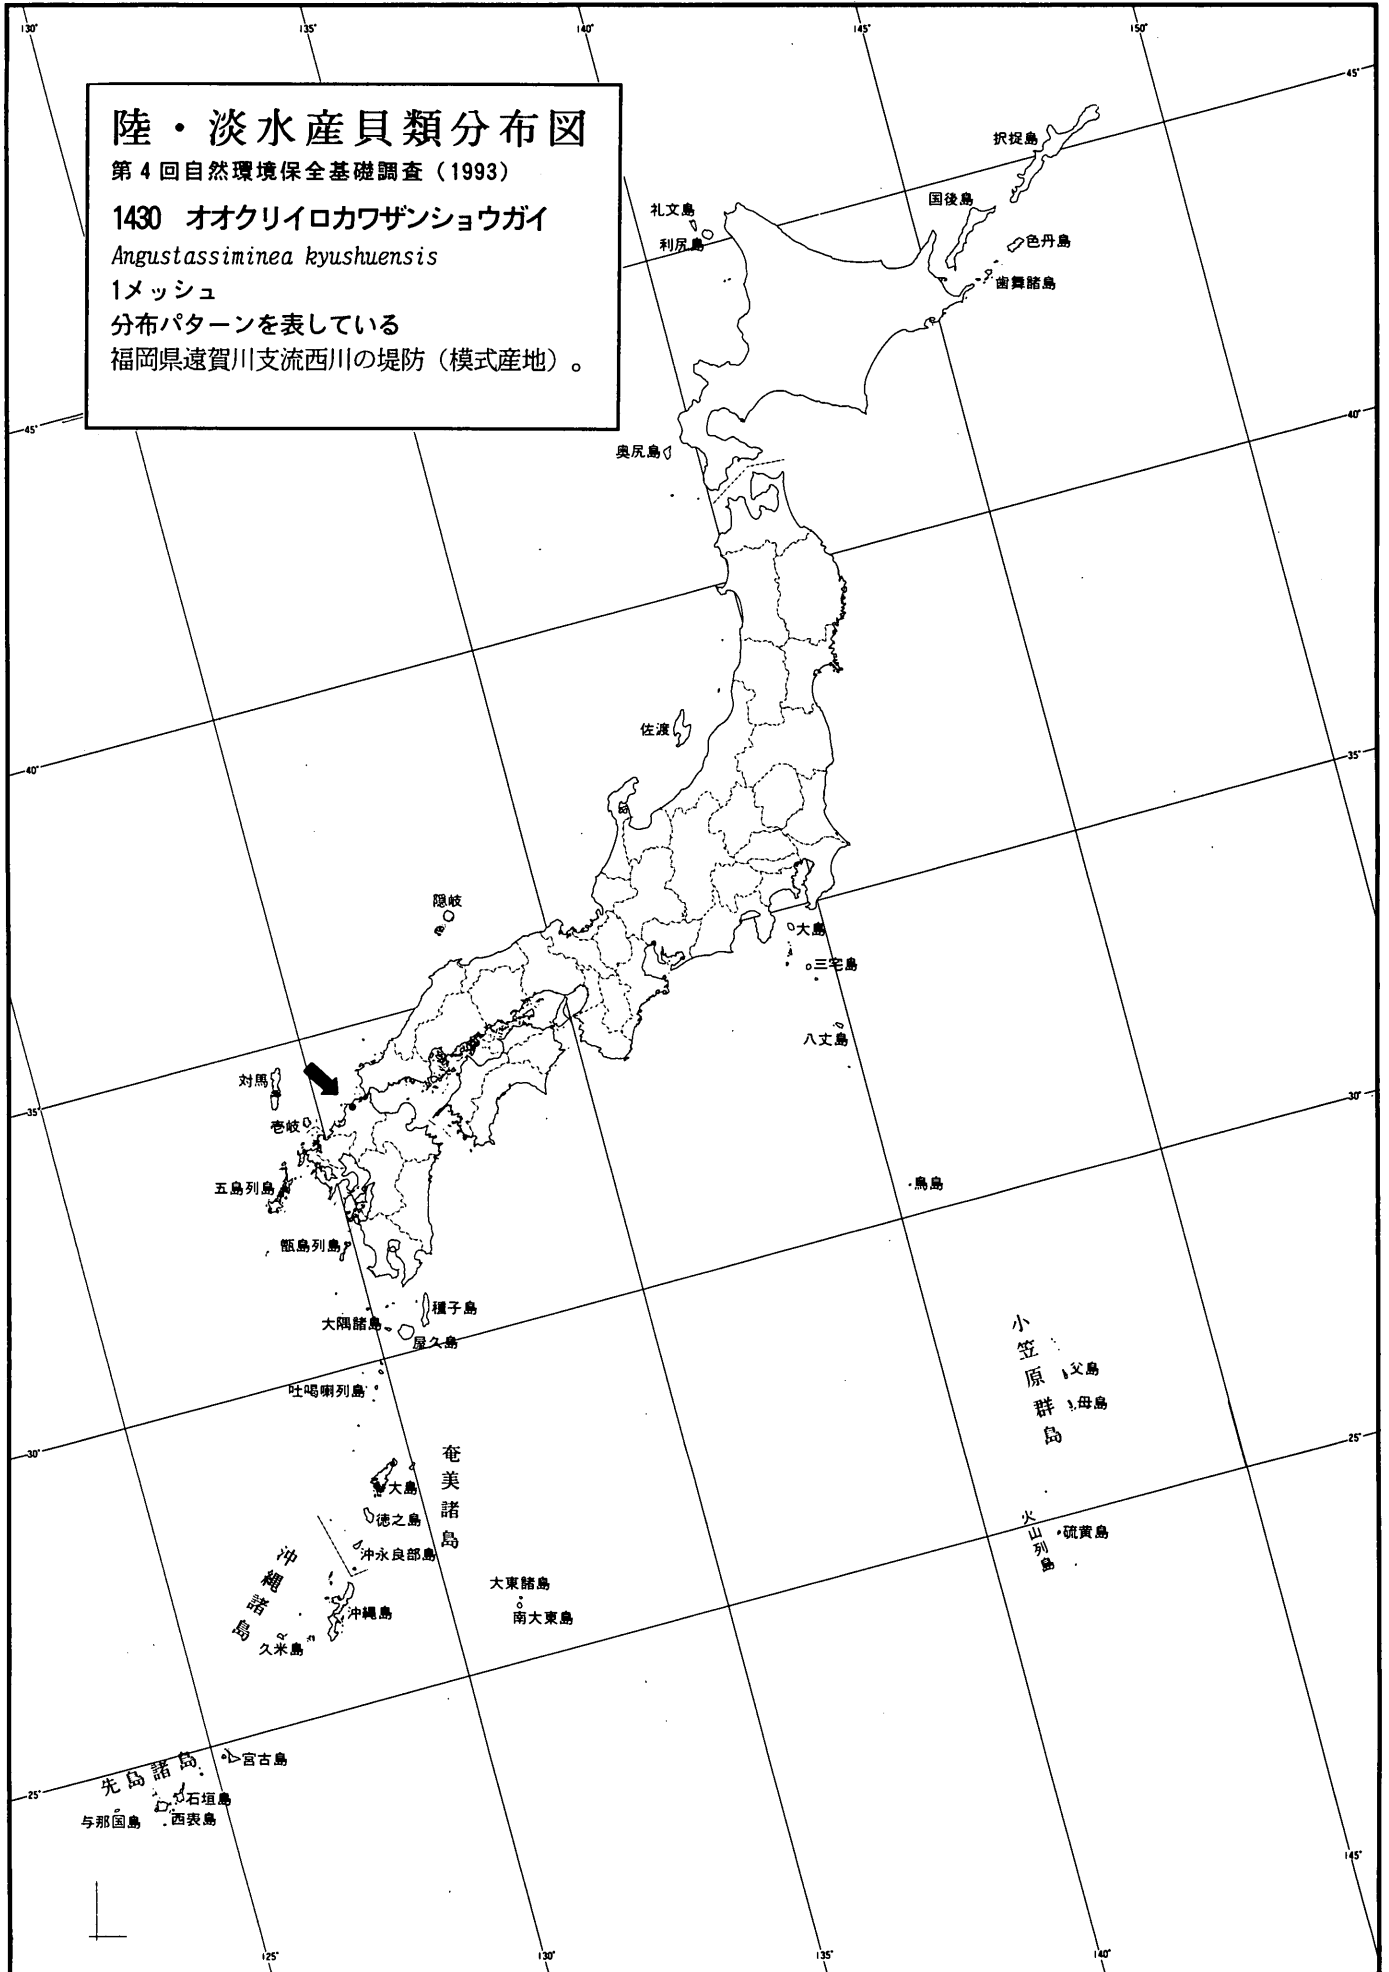 130°
135°
140°
145°
150°
45°
陸・淡水産貝類分布図
第4回自然環境保全基礎調査（1993）
1430 オオクリイロカワザンショウガイ
Angustassiminea kyushuensis
1メッシュ
分布パターンを表している
福岡県遠賀川支流西川の堤防（模式産地）。
択捉島
国後島
色丹島
歯舞諸島
礼文島
利尻島
45°
40°
奥尻島
佐渡
40°
35°
隠岐
大島
三宅島
八丈島
対馬
35°
壱岐
30°
五島列島
鳥島
甑島列島
種子島
大隅諸島
屋久島
吐噶喇列島
小笠原群島
父島
母島
25°
30°
奄美諸島
大島
徳之島
沖永良部島
火山列島
硫黄島
沖縄諸島
沖縄島
久米島
大東諸島
南大東島
先島諸島
宮古島
石垣島
西表島
与那国島
25°
145°
125°
130°
135°
140°